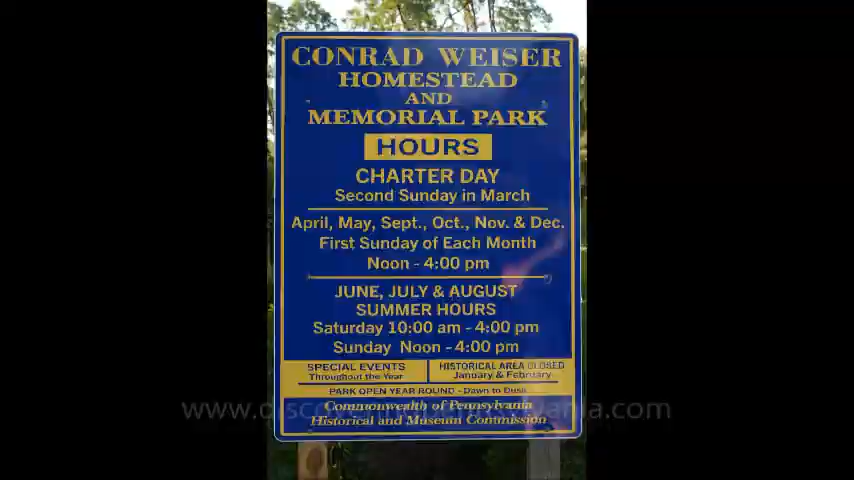 CONRAD WEISER
HOMESTEAD
AND
MEMORIAL PARK
HOURS
CHARTER DAY
Second Sunday in March
April, May, Sept., Oct., Nov. & Dec.
First Sunday of Each Month
Noon - 4:00 pm
JUNE, JULY & AUGUST
SUMMER HOURS
Saturday 10:00 am - 4:00 pm
Sunday Noon - 4:00 pm
SPECIAL EVENTS
Throughout the Year
HISTORICAL AREA CLOSED
January & February
PARK OPEN YEAR ROUND - Dawn to Dusk
Commonwealth of Pennsylvania
Historical and Museum Commission